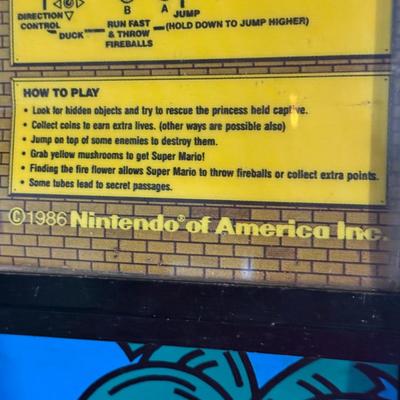 DIRECTION
CONTROL
DUCK
B
RUN FAST
& THROW
FIREBALLS
A
JUMP
(HOLD DOWN TO JUMP HIGHER)
HOW TO PLAY
• Look for hidden objects and try to rescue the princess held captive.
• Collect coins to earn extra lives. (other ways are possible also)
• Jump on top of some enemies to destroy them.
• Grab yellow mushrooms to get Super Mario!
• Finding the fire flower allows Super Mario to throw fireballs or collect extra points.
• Some tubes lead to secret passages.
©1986 Nintendo® of America Inc.